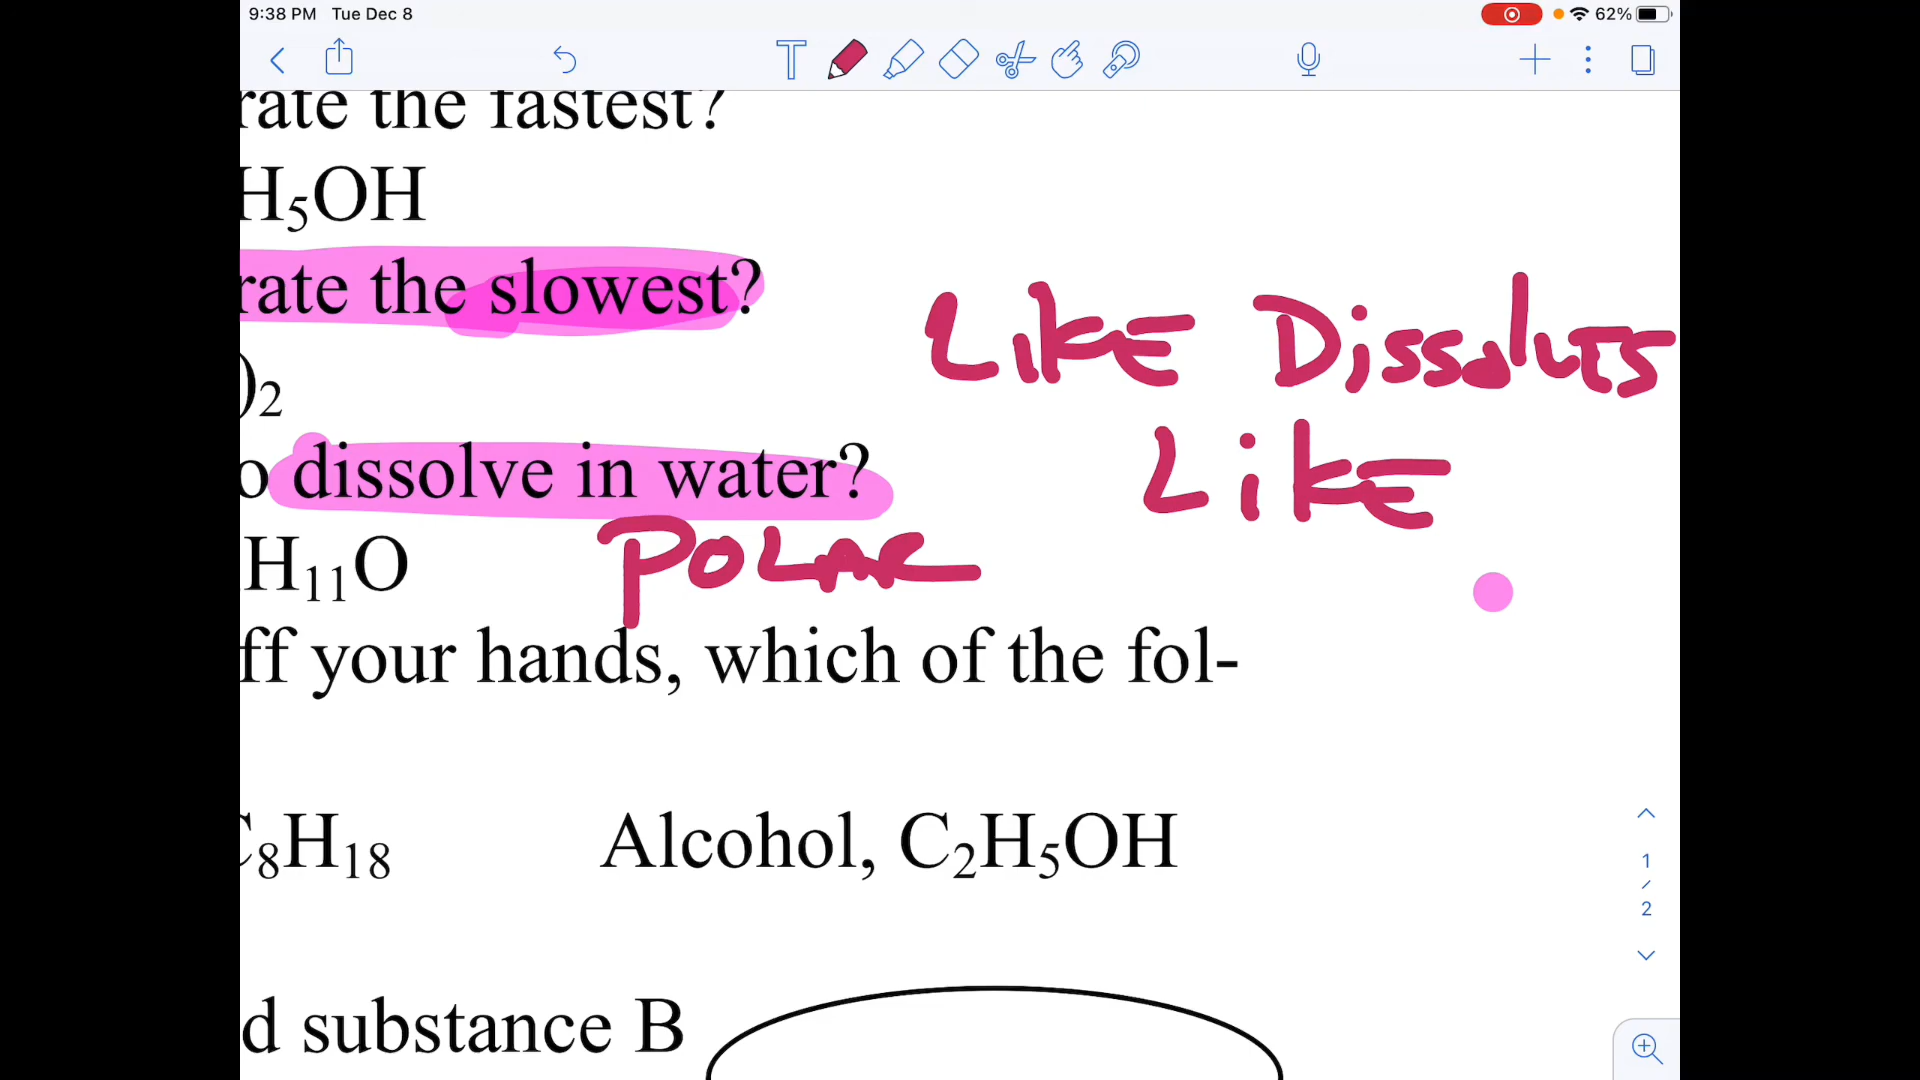 9:38 PM Tue Dec 8
62%
T
rate the fastest?
H₅OH
rate the slowest?
LIKE DissolvES
)₂
LikE
o dissolve in water?
H₁₁O
POLAR
ff your hands, which of the fol-
C₈H₁₈ Alcohol, C₂H₅OH
1
/
2
d substance B